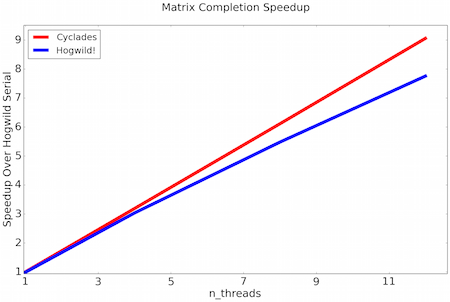 Matrix Completion Speedup
Cyclades
Hogwild!
Speedup Over Hogwild Serial
9
8
7
6
5
4
3
2
1
1 3 5 7 9 11
n_threads